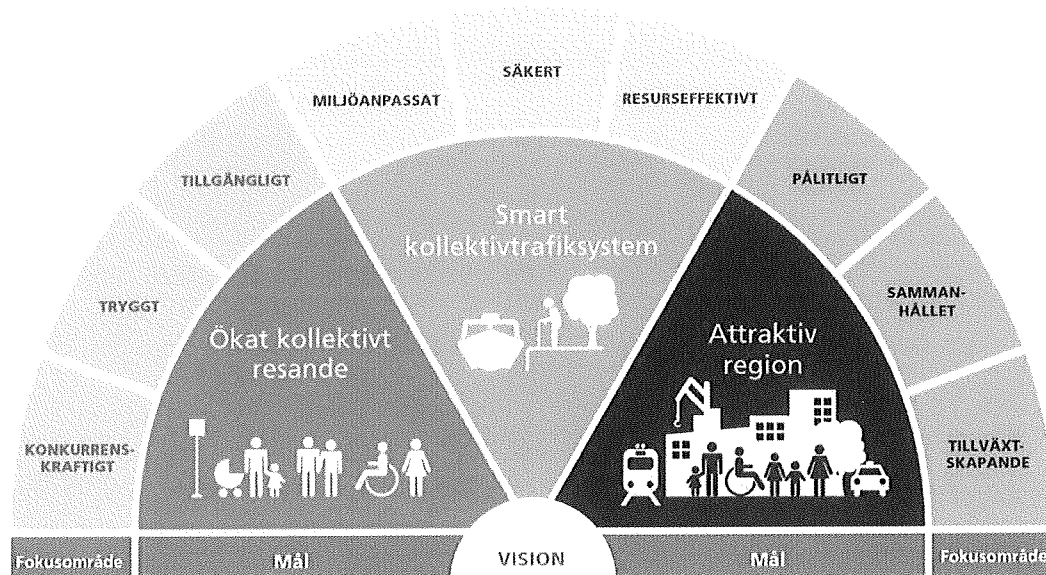 SÄKERT
MILJÖANPASSAT
RESURSEFFEKTIVT
TILLGÄNGLIGT
PÅLITLIGT
Smart
kollektivtrafiksystem
TRYGGT
SAMMAN-
HÅLLET
Ökat kollektivt
resande
Attraktiv
region
KONKURRENS-
KRAFTIGT
TILLVÄXT-
SKAPANDE
Fokusområde
Mål
VISION
Mål
Fokusområde